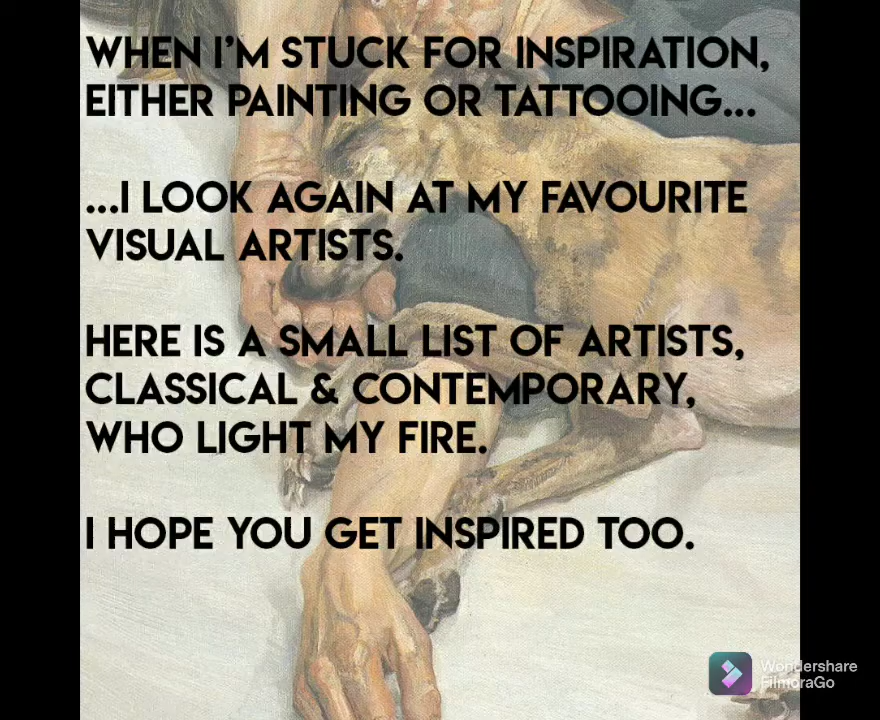 WHEN I'M STUCK FOR INSPIRATION,
EITHER PAINTING OR TATTOOING...
...I LOOK AGAIN AT MY FAVOURITE
VISUAL ARTISTS.
HERE IS A SMALL LIST OF ARTISTS,
CLASSICAL & CONTEMPORARY,
WHO LIGHT MY FIRE.
I HOPE YOU GET INSPIRED TOO.
Wondershare
FilmoraGo